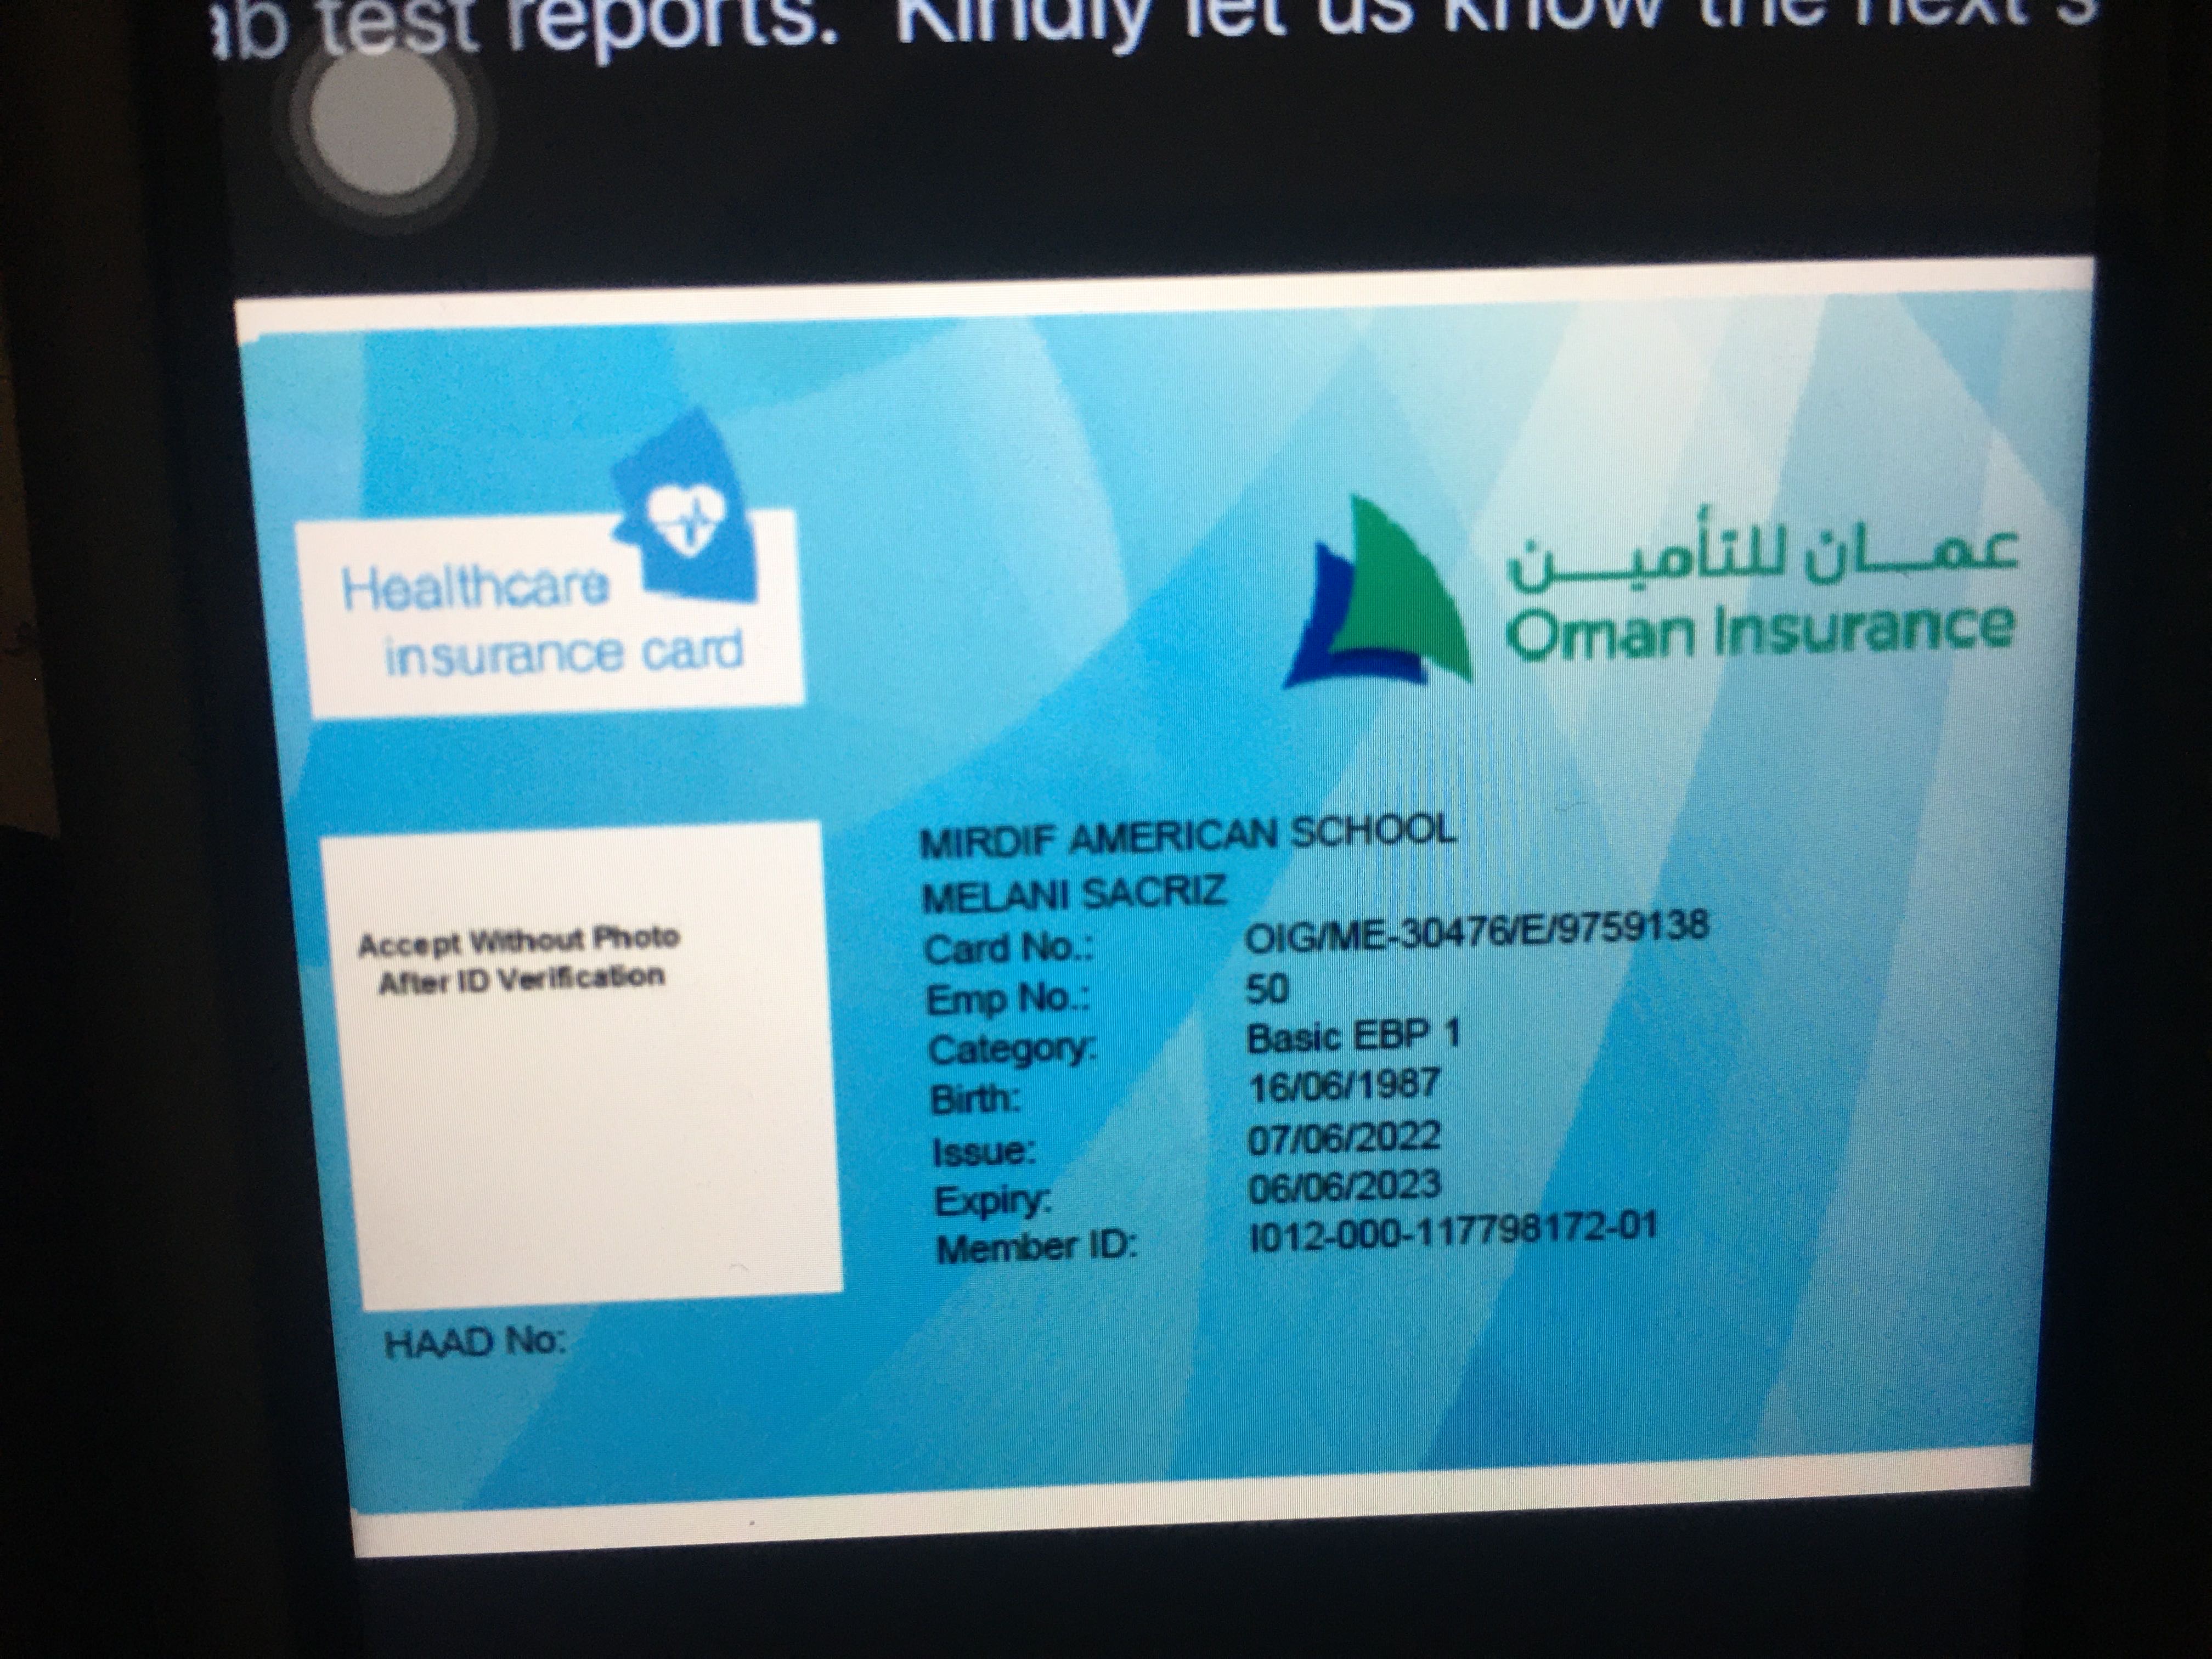 ab test reports. Kindly let us know the next s
Healthcare
insurance card
عمـــان للتأميـــن
Oman Insurance
MIRDIF AMERICAN SCHOOL
MELANI SACRIZ
Card No.: OIG/ME-30476/E/9759138
Emp No.: 50
Category: Basic EBP 1
Birth: 16/06/1987
Issue: 07/06/2022
Expiry: 06/06/2023
Member ID: I012-000-117798172-01
Accept Without Photo
After ID Verification
HAAD No: